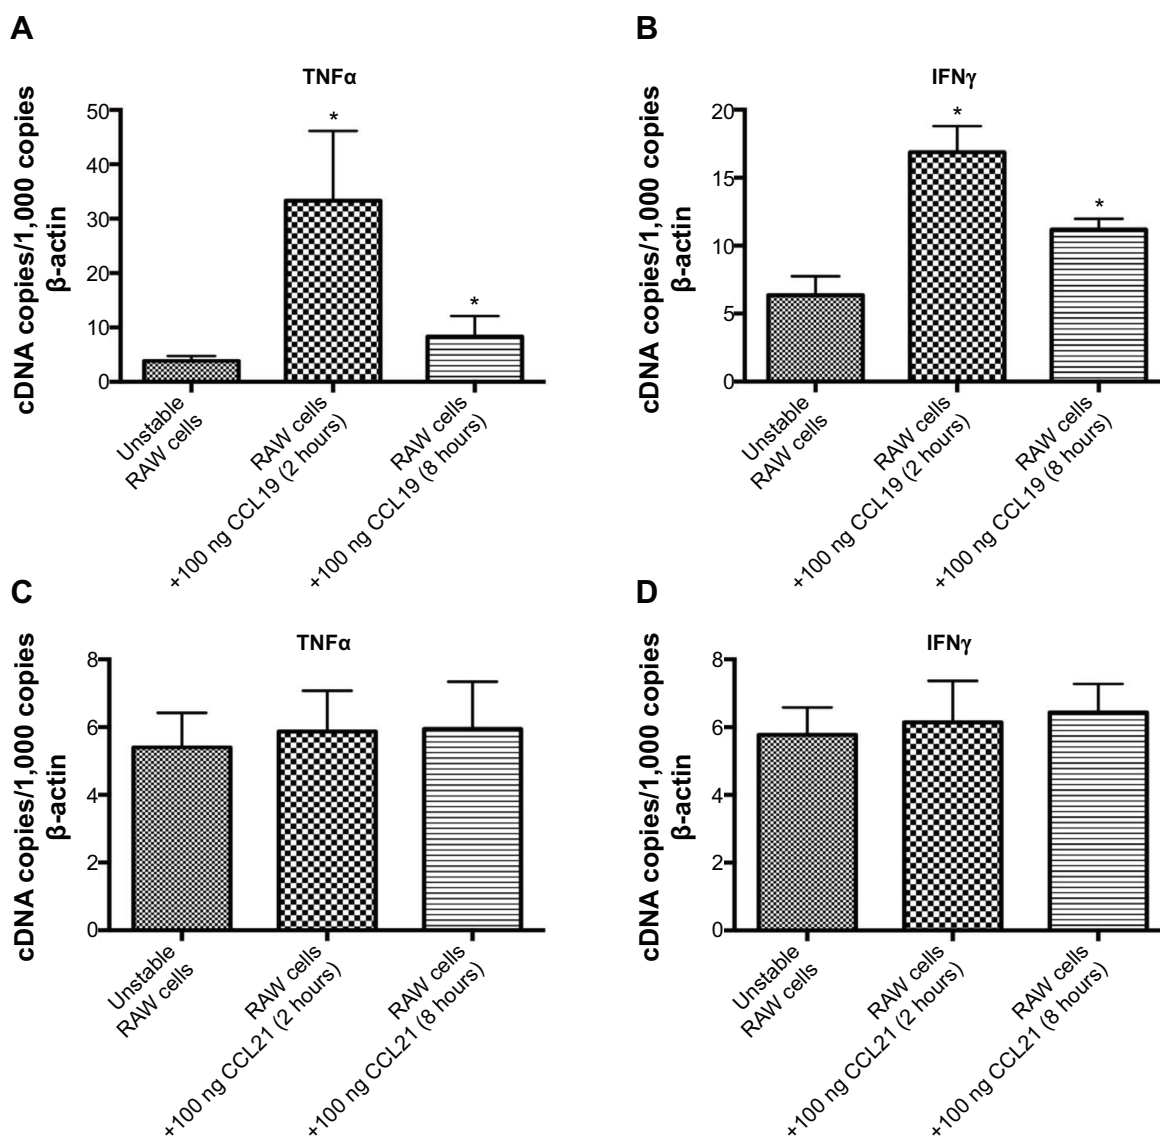 A
TNFα
cDNA copies/1,000 copies
β-actin
50
40
30
20
10
0
*
*
Unstable
RAW cells
RAW cells
+100 ng CCL19 (2 hours)
RAW cells
+100 ng CCL19 (8 hours)
B
IFNγ
cDNA copies/1,000 copies
β-actin
20
15
10
5
0
*
*
Unstable
RAW cells
RAW cells
+100 ng CCL19 (2 hours)
RAW cells
+100 ng CCL19 (8 hours)
C
TNFα
cDNA copies/1,000 copies
β-actin
8
6
4
2
0
Unstable
RAW cells
RAW cells
+100 ng CCL21 (2 hours)
RAW cells
+100 ng CCL21 (8 hours)
D
IFNγ
cDNA copies/1,000 copies
β-actin
8
6
4
2
0
Unstable
RAW cells
RAW cells
+100 ng CCL21 (2 hours)
RAW cells
+100 ng CCL21 (8 hours)